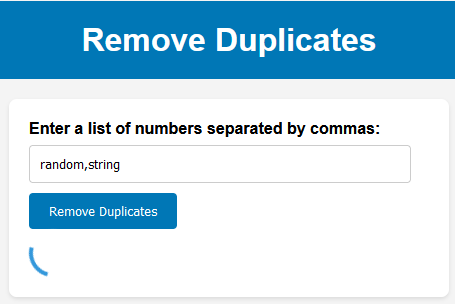 Remove Duplicates
Enter a list of numbers separated by commas:
random,string
Remove Duplicates